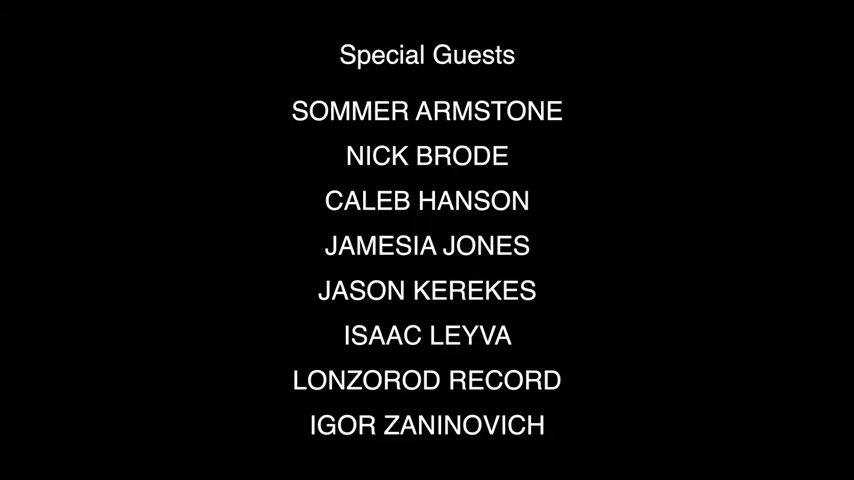 Special Guests
SOMMER ARMSTONE
NICK BRODE
CALEB HANSON
JAMESIA JONES
JASON KEREKES
ISAAC LEYVA
LONZOROD RECORD
IGOR ZANINOVICH